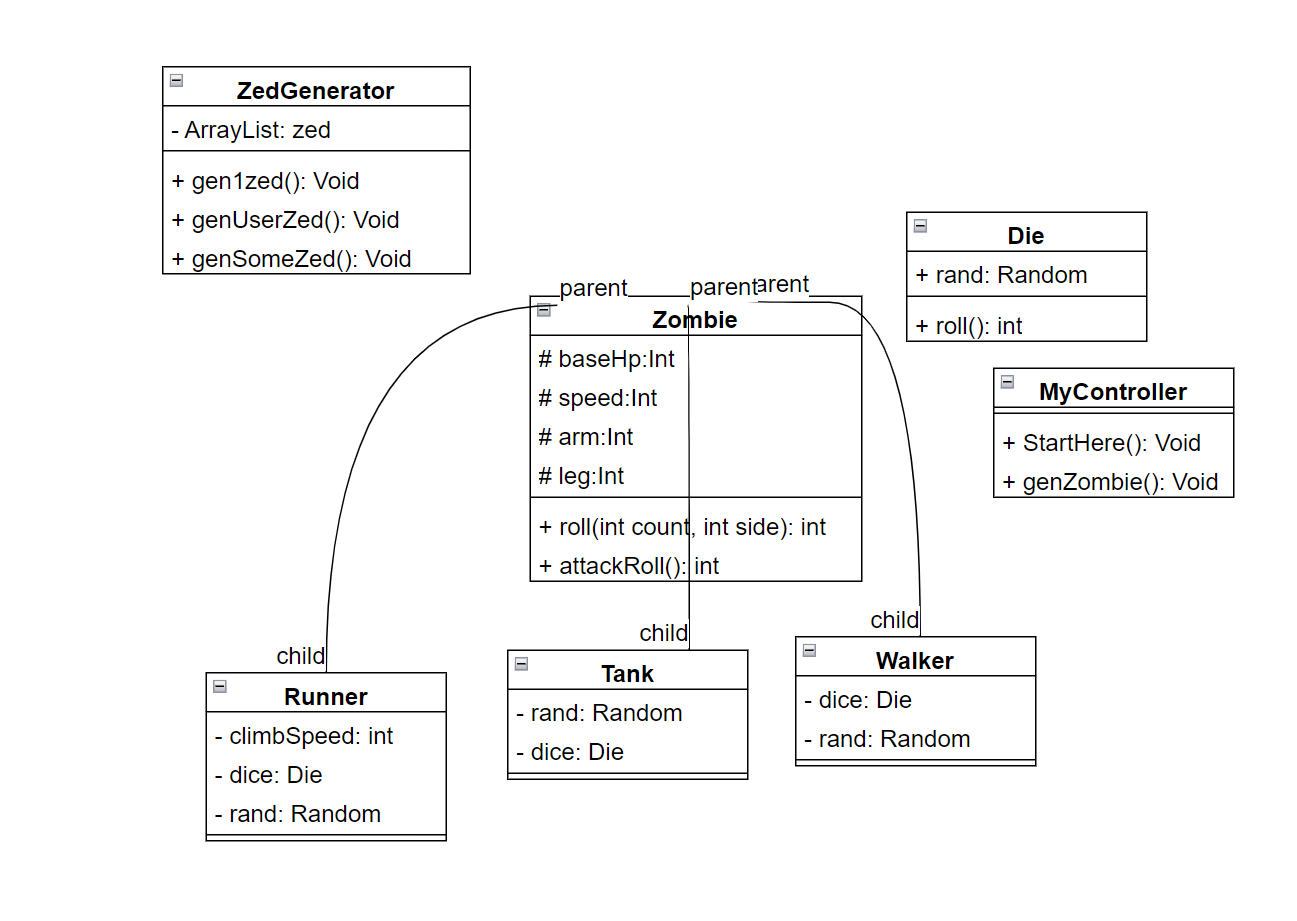 ZedGenerator
- ArrayList: zed
+ gen1zed(): Void
+ genUserZed(): Void
+ genSomeZed(): Void
Die
+ rand: Random
+ roll(): int
MyController
+ StartHere(): Void
+ genZombie(): Void
parent
parent
arent
Zombie
# baseHp:Int
# speed:Int
# arm:Int
# leg:Int
+ roll(int count, int side): int
+ attackRoll(): int
child
child
child
Runner
- climbSpeed: int
- dice: Die
- rand: Random
Tank
- rand: Random
- dice: Die
Walker
- dice: Die
- rand: Random